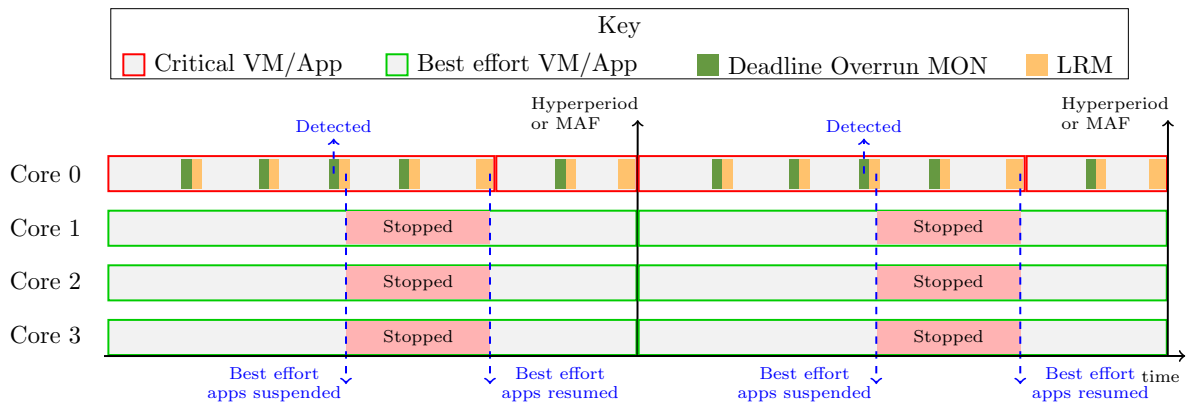 Key
Critical VM/App Best effort VM/App Deadline Overrun MON LRM
Hyperperiod
or MAF
Hyperperiod
or MAF
Detected
Detected
Core 0
Core 1
Stopped
Stopped
Core 2
Stopped
Stopped
Core 3
Stopped
Stopped
Best effort
apps suspended
Best effort
apps resumed
Best effort
apps suspended
Best effort
apps resumed
time